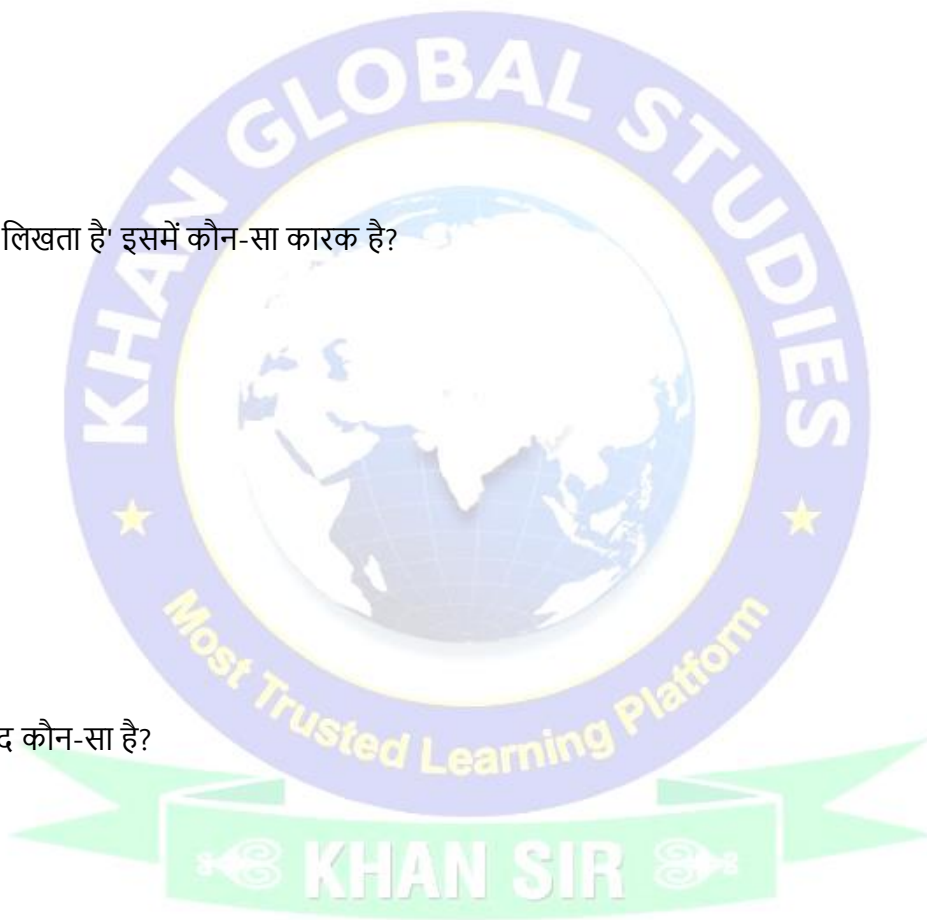 KHAN GLOBAL STUDIES
लिखता है' इसमें कौन-सा कारक है?
कौन-सा है?
Most Trusted Learning Platform
KHAN SIR